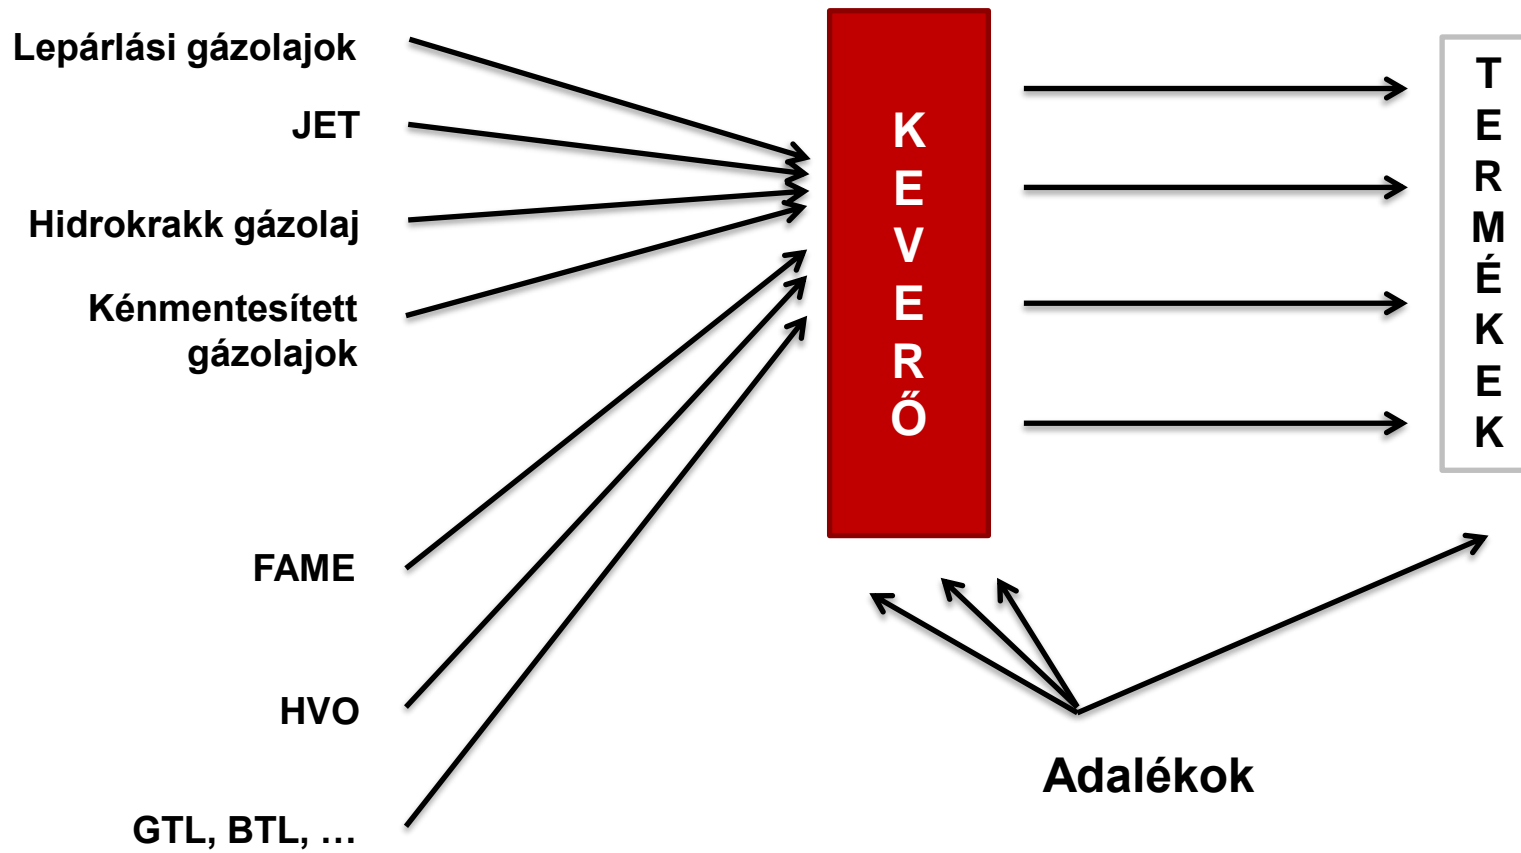 Lepárlási gázolajok
JET
Hidrokrakk gázolaj
Kénmentesített
gázolajok
FAME
HVO
GTL, BTL, …
K
E
V
E
R
Ő
T
E
R
M
É
K
E
K
Adalékok